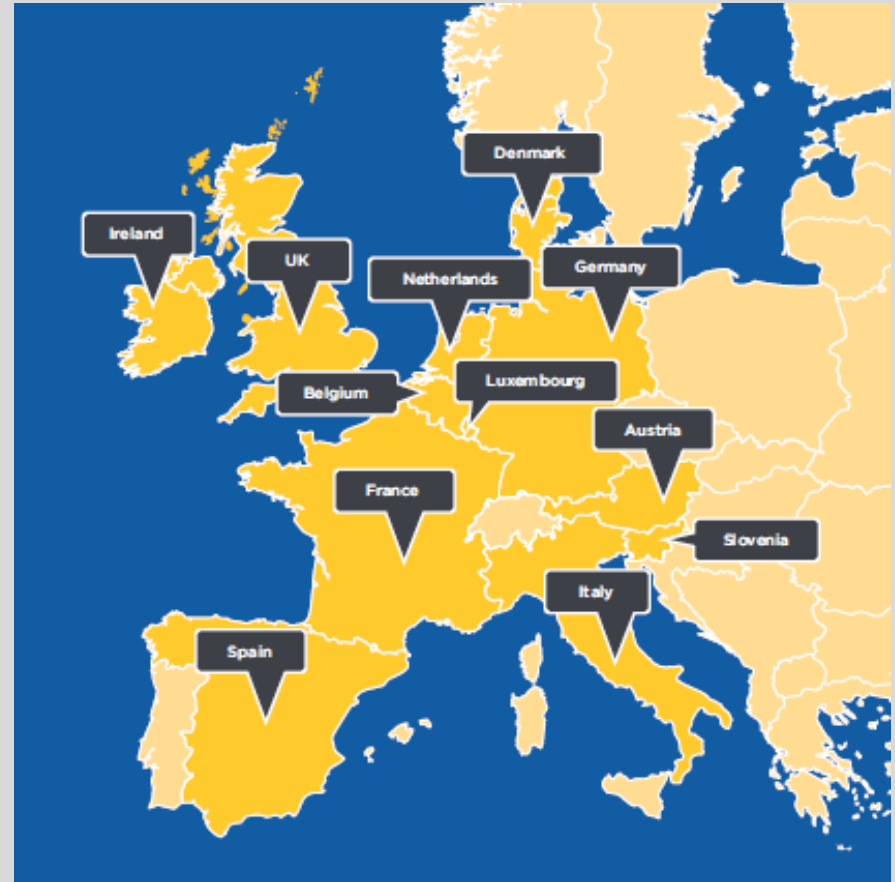 Denmark
Ireland
UK
Netherlands
Germany
Belgium
Luxembourg
Austria
France
Slovenia
Italy
Spain